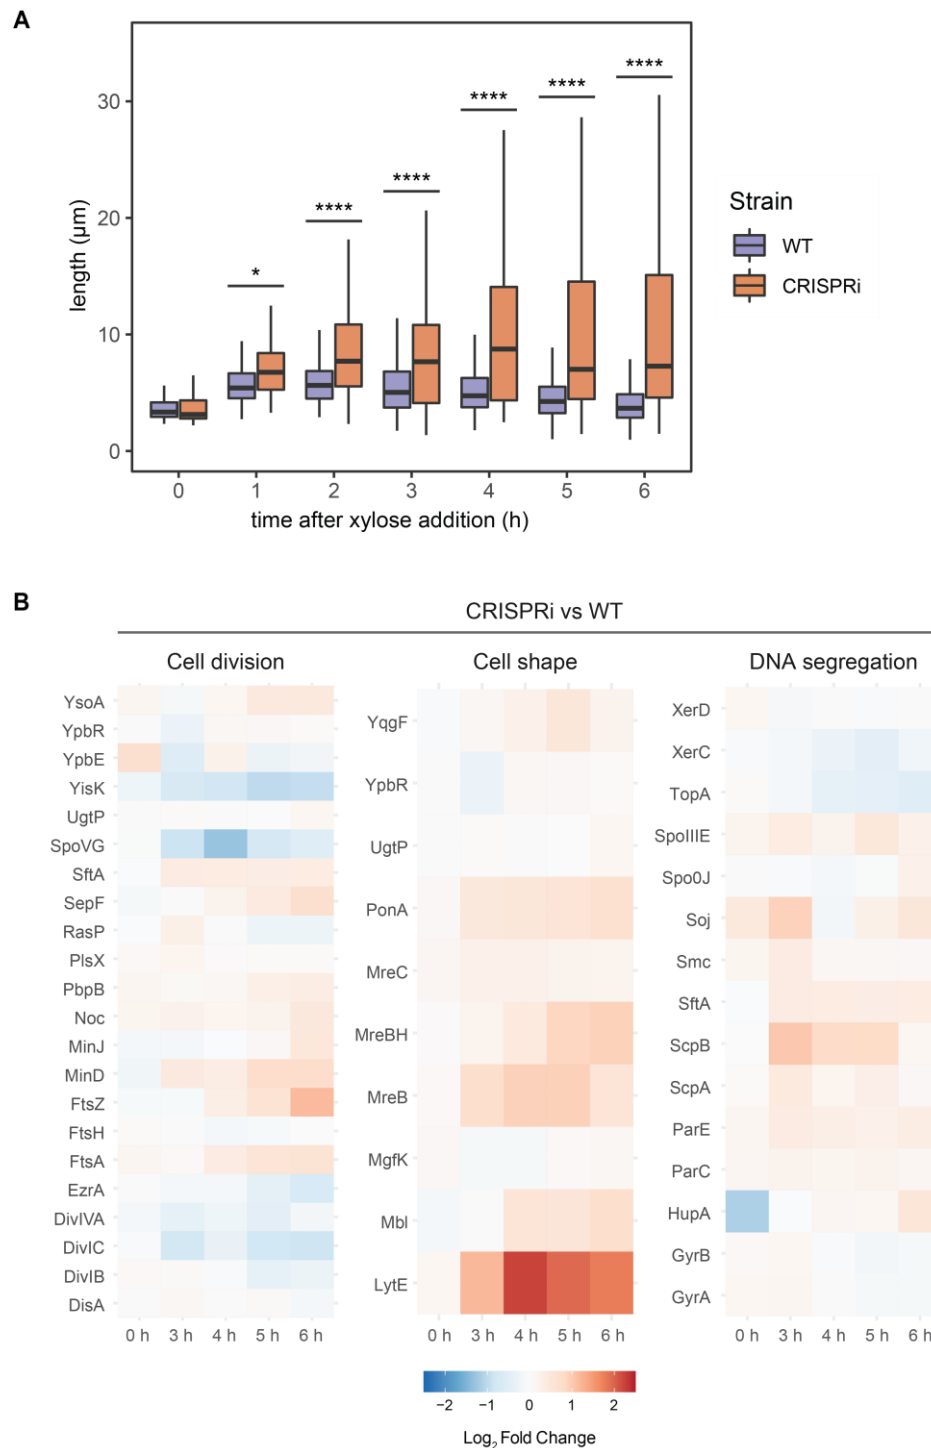 A
****
****
****
****
****
*
30
20
10
0
length (µm)
0 1 2 3 4 5 6
time after xylose addition (h)
Strain
WT
CRISPRi
B
CRISPRi vs WT
Cell division
YsoA
YpbR
YpbE
YisK
UgtP
SpoVG
SftA
SepF
RasP
PlsX
PbpB
Noc
MinJ
MinD
FtsZ
FtsH
FtsA
EzrA
DivIVA
DivIC
DivIB
DisA
0 h 3 h 4 h 5 h 6 h
Cell shape
YqgF
YpbR
UgtP
PonA
MreC
MreBH
MreB
MgfK
Mbl
LytE
0 h 3 h 4 h 5 h 6 h
DNA segregation
XerD
XerC
TopA
SpoIIIE
Spo0J
Soj
Smc
SftA
ScpB
ScpA
ParE
ParC
HupA
GyrB
GyrA
0 h 3 h 4 h 5 h 6 h
−2 −1 0 1 2
Log2 Fold Change